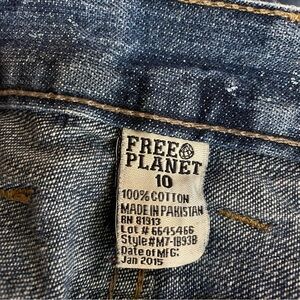 FREE
PLANET
10
100% COTTON
MADE IN PAKISTAN
RN 81913
Lot # 6645466
Style#M7-1B93B
Date of MFG:
Jan 2015